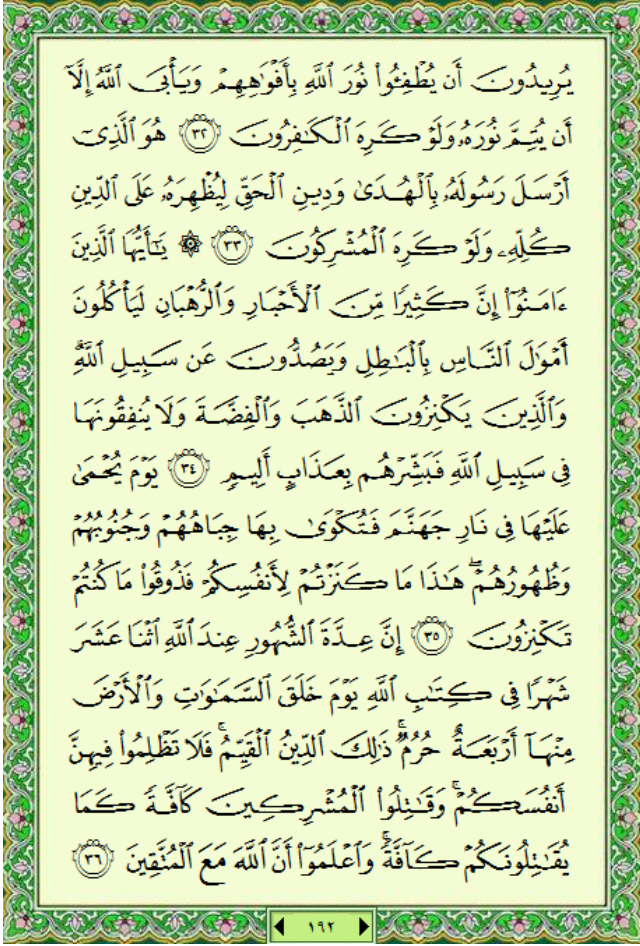 يُرِيدُونَ أَن يُطْفِـُٔوا۟ نُورَ ٱللَّهِ بِأَفْوَٰهِهِمْ وَيَأْبَى ٱللَّهُ إِلَّآ
أَن يُتِمَّ نُورَهُۥ وَلَوْ كَرِهَ ٱلْكَـٰفِرُونَ ﴿٣٢﴾ هُوَ ٱلَّذِىٓ
أَرْسَلَ رَسُولَهُۥ بِٱلْهُدَىٰ وَدِينِ ٱلْحَقِّ لِيُظْهِرَهُۥ عَلَى ٱلدِّينِ
كُلِّهِۦ وَلَوْ كَرِهَ ٱلْمُشْرِكُونَ ﴿٣٣﴾ ۞ يَـٰٓأَيُّهَا ٱلَّذِينَ
ءَامَنُوٓا۟ إِنَّ كَثِيرًا مِّنَ ٱلْأَحْبَارِ وَٱلرُّهْبَانِ لَيَأْكُلُونَ
أَمْوَٰلَ ٱلنَّاسِ بِٱلْبَـٰطِلِ وَيَصُدُّونَ عَن سَبِيلِ ٱللَّهِ ۗ
وَٱلَّذِينَ يَكْنِزُونَ ٱلذَّهَبَ وَٱلْفِضَّةَ وَلَا يُنفِقُونَهَا
فِى سَبِيلِ ٱللَّهِ فَبَشِّرْهُم بِعَذَابٍ أَلِيمٍ ﴿٣٤﴾ يَوْمَ يُحْمَىٰ
عَلَيْهَا فِى نَارِ جَهَنَّمَ فَتُكْوَىٰ بِهَا جِبَاهُهُمْ وَجُنُوبُهُمْ
وَظُهُورُهُمْ ۖ هَـٰذَا مَا كَنَزْتُمْ لِأَنفُسِكُمْ فَذُوقُوا۟ مَا كُنتُمْ
تَكْنِزُونَ ﴿٣٥﴾ إِنَّ عِدَّةَ ٱلشُّهُورِ عِندَ ٱللَّهِ ٱثْنَا عَشَرَ
شَهْرًا فِى كِتَـٰبِ ٱللَّهِ يَوْمَ خَلَقَ ٱلسَّمَـٰوَٰتِ وَٱلْأَرْضَ
مِنْهَآ أَرْبَعَةٌ حُرُمٌ ۚ ذَٰلِكَ ٱلدِّينُ ٱلْقَيِّمُ ۚ فَلَا تَظْلِمُوا۟ فِيهِنَّ
أَنفُسَكُمْ ۚ وَقَـٰتِلُوا۟ ٱلْمُشْرِكِينَ كَآفَّةً كَمَا
يُقَـٰتِلُونَكُمْ كَآفَّةً ۚ وَٱعْلَمُوٓا۟ أَنَّ ٱللَّهَ مَعَ ٱلْمُتَّقِينَ ﴿٣٦﴾
١٩٢